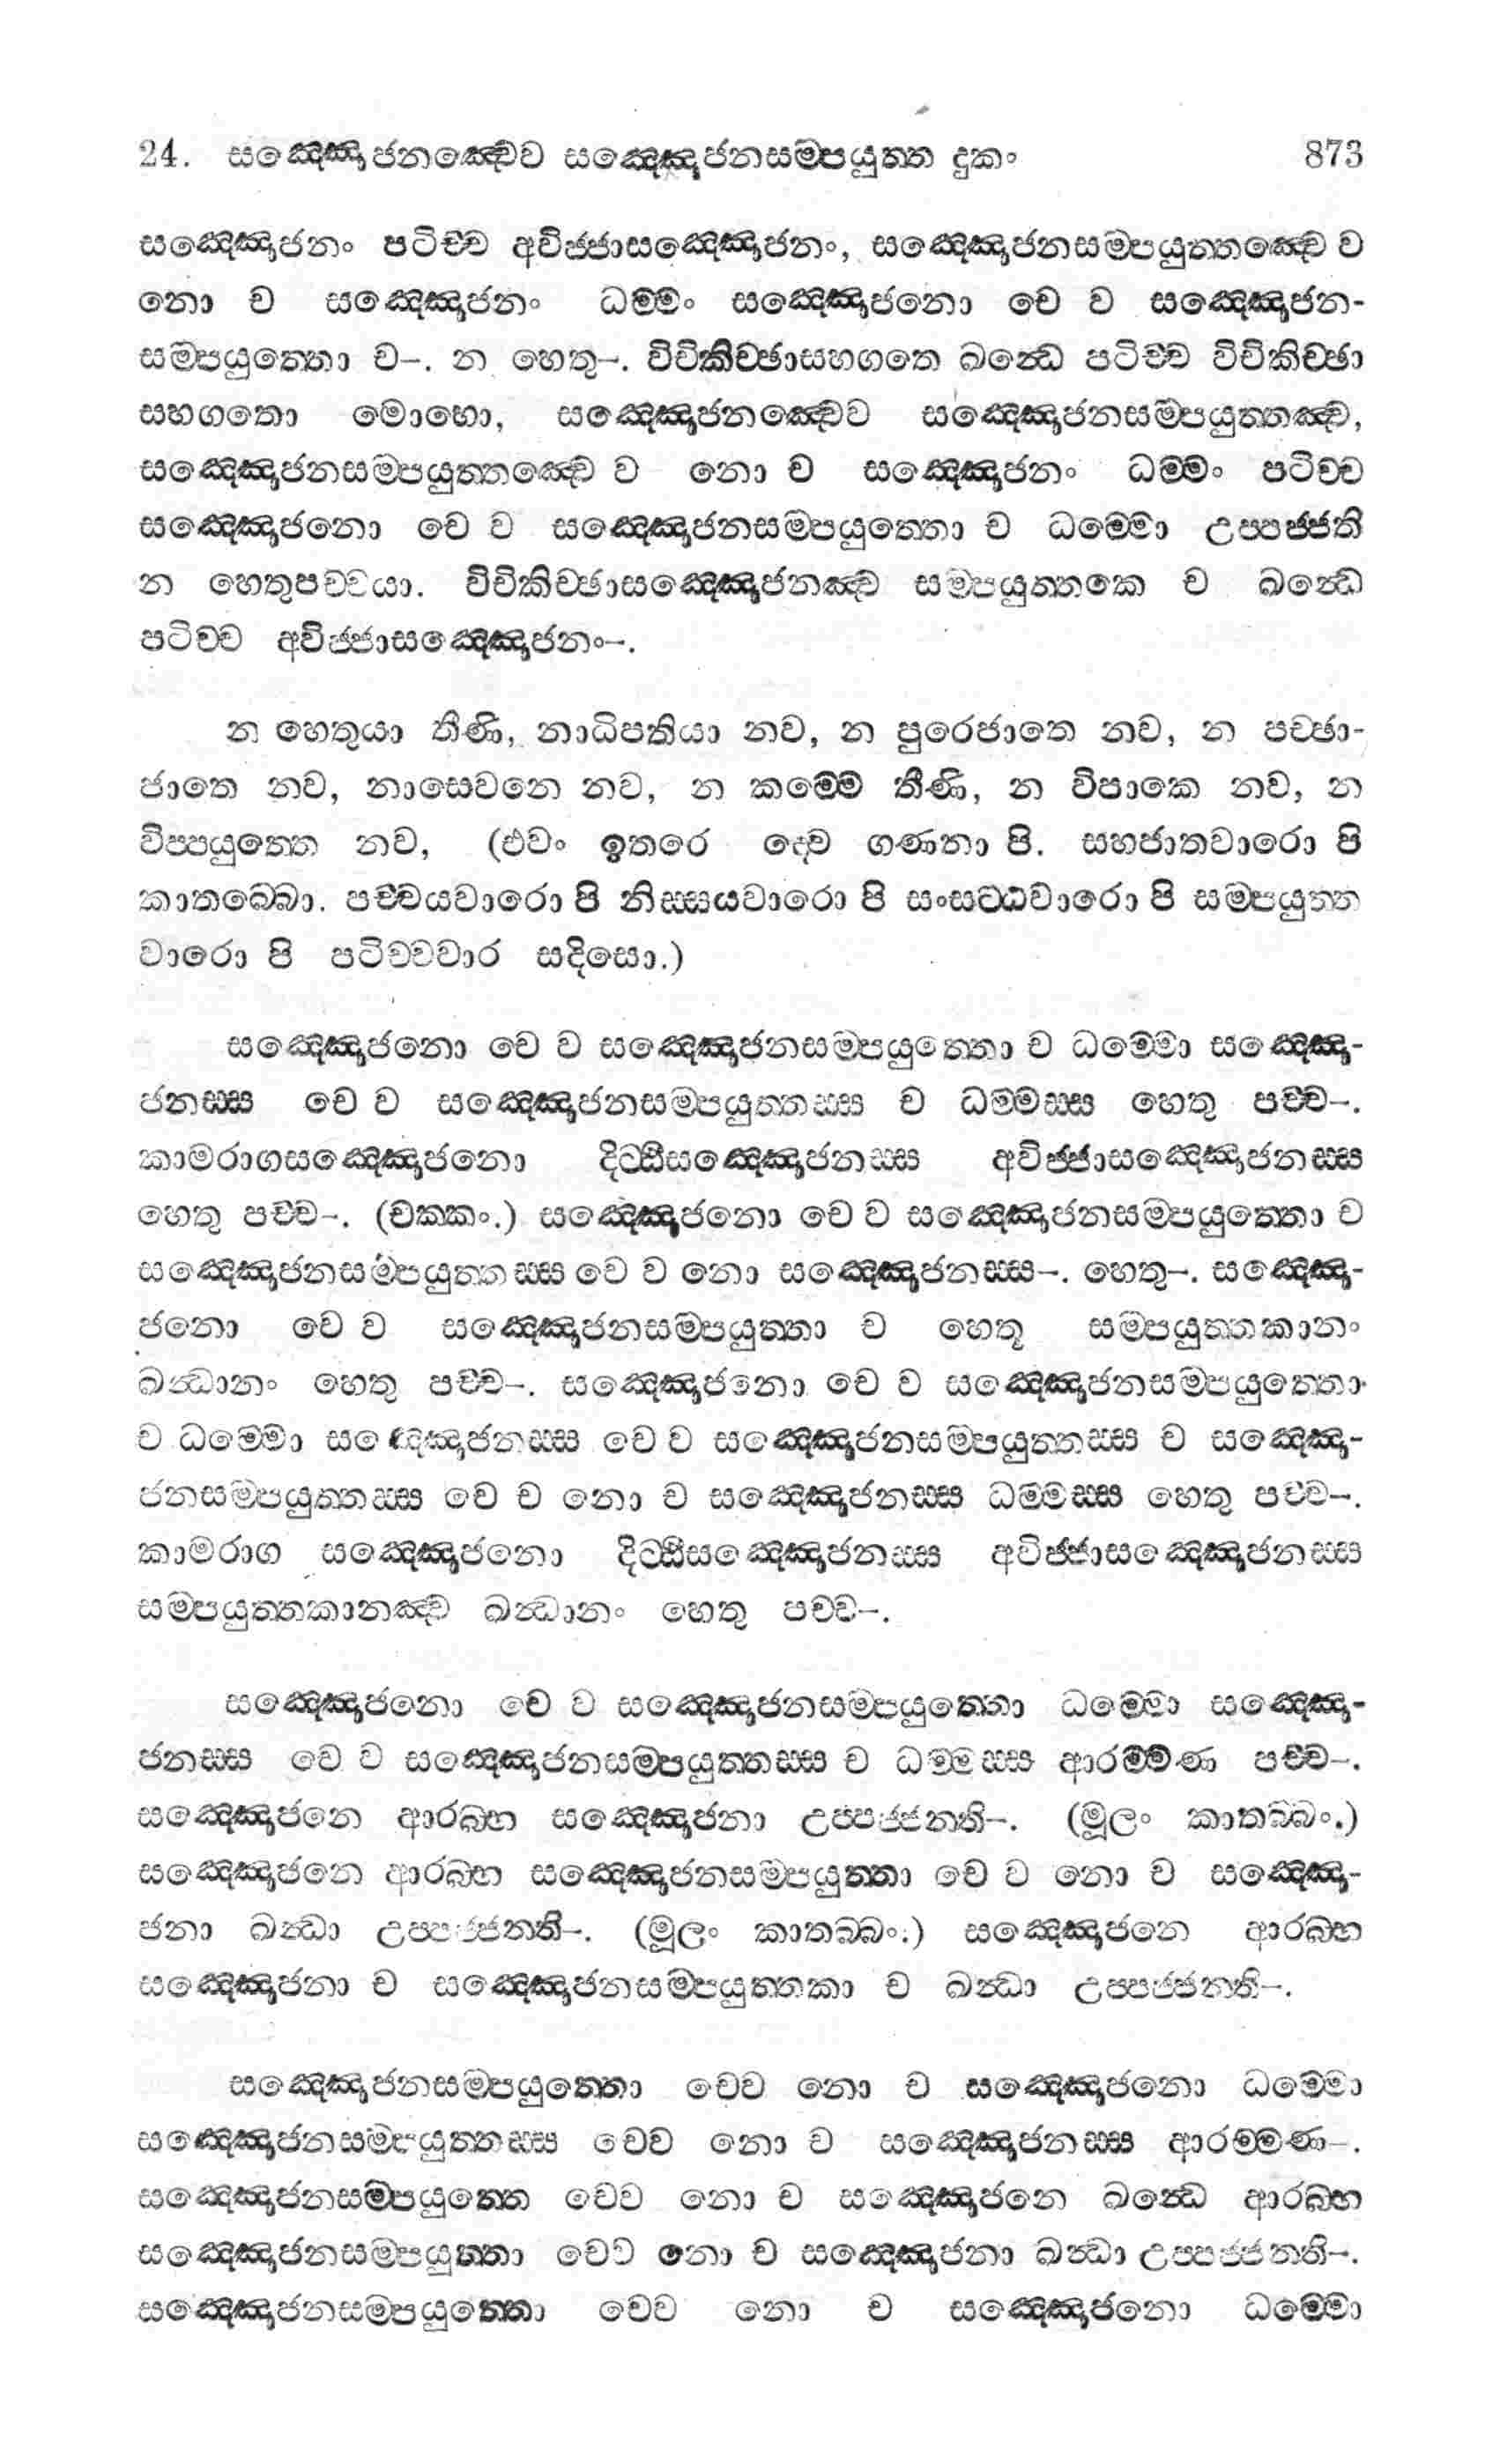 24. සඤ්ඤොජනඤ්චෙව සඤ්ඤොජනසම්පයුත්ත දුකං 873
සඤ්ඤොජනං පටිච්ච අවිජ්ජාසඤ්ඤොජනං, සඤ්ඤොජනසම්පයුත්තඤ්චෙ ව
නො ච සඤ්ඤොජනං ධම්මං සඤ්ඤොජනො චෙ ව සඤ්ඤොජන-
සම්පයුත්තො ච–. න හෙතු–. විචිකිච්ඡාසහගතෙ ඛන්ධෙ පටිච්ච විචිකිච්ඡා
සහගතො මොහො, සඤ්ඤොජනඤ්චෙව සඤ්ඤොජනසම්පයුත්තඤ්ච,
සඤ්ඤොජනසම්පයුත්තඤ්චෙ ව නො ච සඤ්ඤොජනං ධම්මං පටිච්ච
සඤ්ඤොජනො චෙ ව සඤ්ඤොජනසම්පයුත්තො ච ධම්මො උප්පජ්ජති
න හෙතුපච්චයා. විචිකිච්ඡාසඤ්ඤොජනඤ්ච සම්පයුත්තකෙ ච ඛන්ධෙ
පටිච්ච අවිජ්ජාසඤ්ඤොජනං–.
න හෙතුයා තීණි, නාධිපතියා නව, න පුරෙජාතෙ නව, න පච්ඡා-
ජාතෙ නව, නාසෙවනෙ නව, න කම්මෙ තීණි, න විපාකෙ නව, න
විප්පයුත්තෙ නව, (එවං ඉතරෙ ද්වෙ ගණනා පි. සහජාතවාරො පි
කාතබ්බො. පච්චයවාරො පි නිස්සයවාරො පි සංසට්ඨවාරො පි සම්පයුත්ත
වාරො පි පටිච්චවාර සදිසො.)
සඤ්ඤොජනො චෙ ව සඤ්ඤොජනසම්පයුත්තො ච ධම්මො සඤ්ඤො-
ජනස්ස චෙ ව සඤ්ඤොජනසම්පයුත්තස්ස ච ධම්මස්ස හෙතු පච්ච–.
කාමරාගසඤ්ඤොජනො දිට්ඨිසඤ්ඤොජනස්ස අවිජ්ජාසඤ්ඤොජනස්ස
හෙතු පච්ච–. (චක්කං.) සඤ්ඤොජනො චෙ ව සඤ්ඤොජනසම්පයුත්තො ච
සඤ්ඤොජනසම්පයුත්තස්ස චෙ ව නො සඤ්ඤොජනස්ස–. හෙතු–. සඤ්ඤො-
ජනො චෙ ව සඤ්ඤොජනසම්පයුත්තා ච හෙතූ සම්පයුත්තකානං
ඛන්ධානං හෙතු පච්ච–. සඤ්ඤොජනො චෙ ව සඤ්ඤොජනසම්පයුත්තො
ච ධම්මො සඤ්ඤොජනස්ස චෙ ව සඤ්ඤොජනසම්පයුත්තස්ස ච සඤ්ඤො-
ජනසම්පයුත්තස්ස චෙ ච නො ච සඤ්ඤොජනස්ස ධම්මස්ස හෙතු පච්ච–.
කාමරාග සඤ්ඤොජනො දිට්ඨිසඤ්ඤොජනස්ස අවිජ්ජාසඤ්ඤොජනස්ස
සම්පයුත්තකානඤ්ච ඛන්ධානං හෙතු පච්ච–.
සඤ්ඤොජනො චෙ ව සඤ්ඤොජනසම්පයුත්තො ධම්මො සඤ්ඤො-
ජනස්ස චෙ ව සඤ්ඤොජනසම්පයුත්තස්ස ච ධම්මස්ස ආරම්මණ පච්ච–.
සඤ්ඤොජනෙ ආරබ්භ සඤ්ඤොජනා උප්පජ්ජන්ති–. (මූලං කාතබ්බං.)
සඤ්ඤොජනෙ ආරබ්භ සඤ්ඤොජනසම්පයුත්තා චෙ ව නො ච සඤ්ඤො-
ජනා ඛන්ධා උප්පජ්ජන්ති–. (මූලං කාතබ්බං.) සඤ්ඤොජනෙ ආරබ්භ
සඤ්ඤොජනා ච සඤ්ඤොජනසම්පයුත්තකා ච ඛන්ධා උප්පජ්ජන්ති–.
සඤ්ඤොජනසම්පයුත්තො චෙව නො ච සඤ්ඤොජනො ධම්මො
සඤ්ඤොජනසම්පයුත්තස්ස චෙව නො ච සඤ්ඤොජනස්ස ආරම්මණ–.
සඤ්ඤොජනසම්පයුත්තෙ චෙව නො ච සඤ්ඤොජනෙ ඛන්ධෙ ආරබ්භ
සඤ්ඤොජනසම්පයුත්තා චෙව නො ච සඤ්ඤොජනා ඛන්ධා උප්පජ්ජන්ති–.
සඤ්ඤොජනසම්පයුත්තො චෙව නො ච සඤ්ඤොජනො ධම්මො